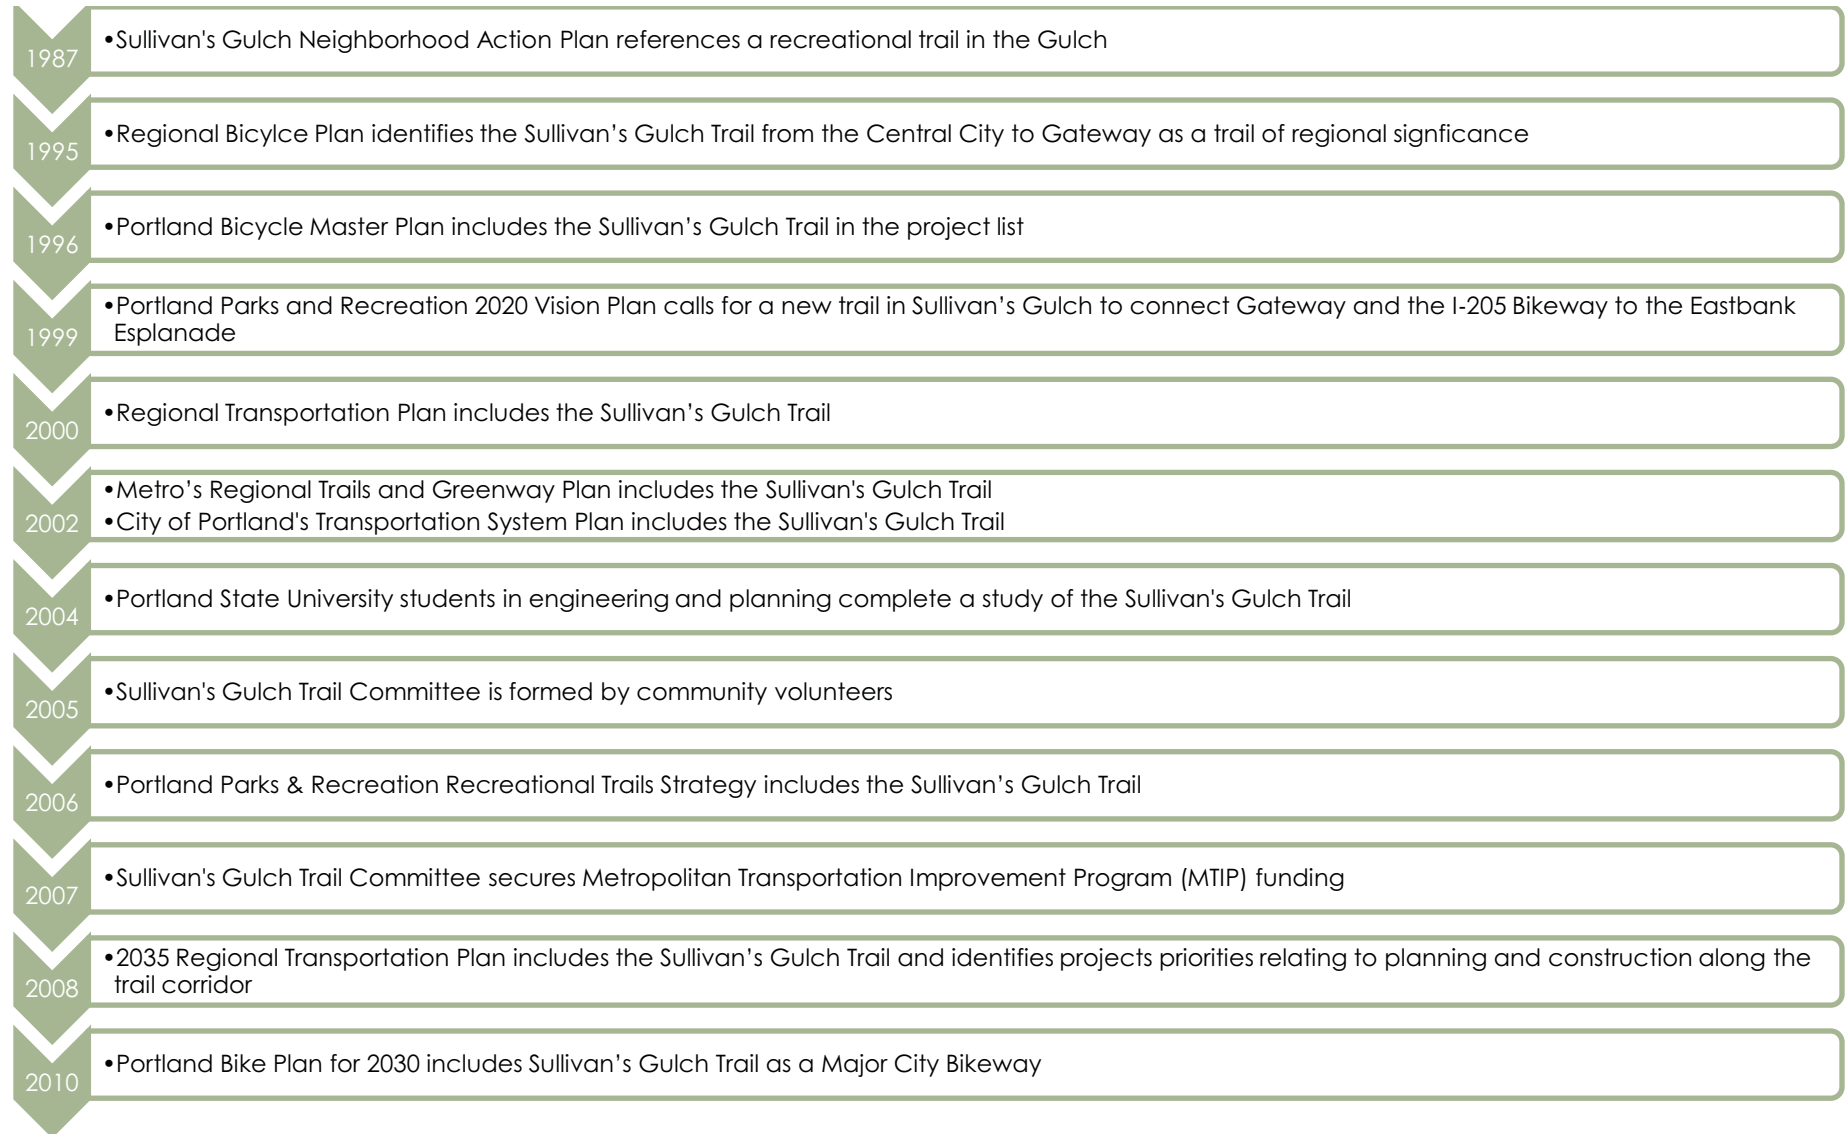 1987
•Sullivan's Gulch Neighborhood Action Plan references a recreational trail in the Gulch
1995
•Regional Bicylce Plan identifies the Sullivan’s Gulch Trail from the Central City to Gateway as a trail of regional signficance
1996
•Portland Bicycle Master Plan includes the Sullivan’s Gulch Trail in the project list
1999
•Portland Parks and Recreation 2020 Vision Plan calls for a new trail in Sullivan’s Gulch to connect Gateway and the I-205 Bikeway to the Eastbank
Esplanade
2000
•Regional Transportation Plan includes the Sullivan’s Gulch Trail
2002
•Metro’s Regional Trails and Greenway Plan includes the Sullivan's Gulch Trail
•City of Portland's Transportation System Plan includes the Sullivan's Gulch Trail
2004
•Portland State University students in engineering and planning complete a study of the Sullivan's Gulch Trail
2005
•Sullivan's Gulch Trail Committee is formed by community volunteers
2006
•Portland Parks & Recreation Recreational Trails Strategy includes the Sullivan’s Gulch Trail
2007
•Sullivan's Gulch Trail Committee secures Metropolitan Transportation Improvement Program (MTIP) funding
2008
•2035 Regional Transportation Plan includes the Sullivan’s Gulch Trail and identifies projects priorities relating to planning and construction along the
trail corridor
2010
•Portland Bike Plan for 2030 includes Sullivan’s Gulch Trail as a Major City Bikeway